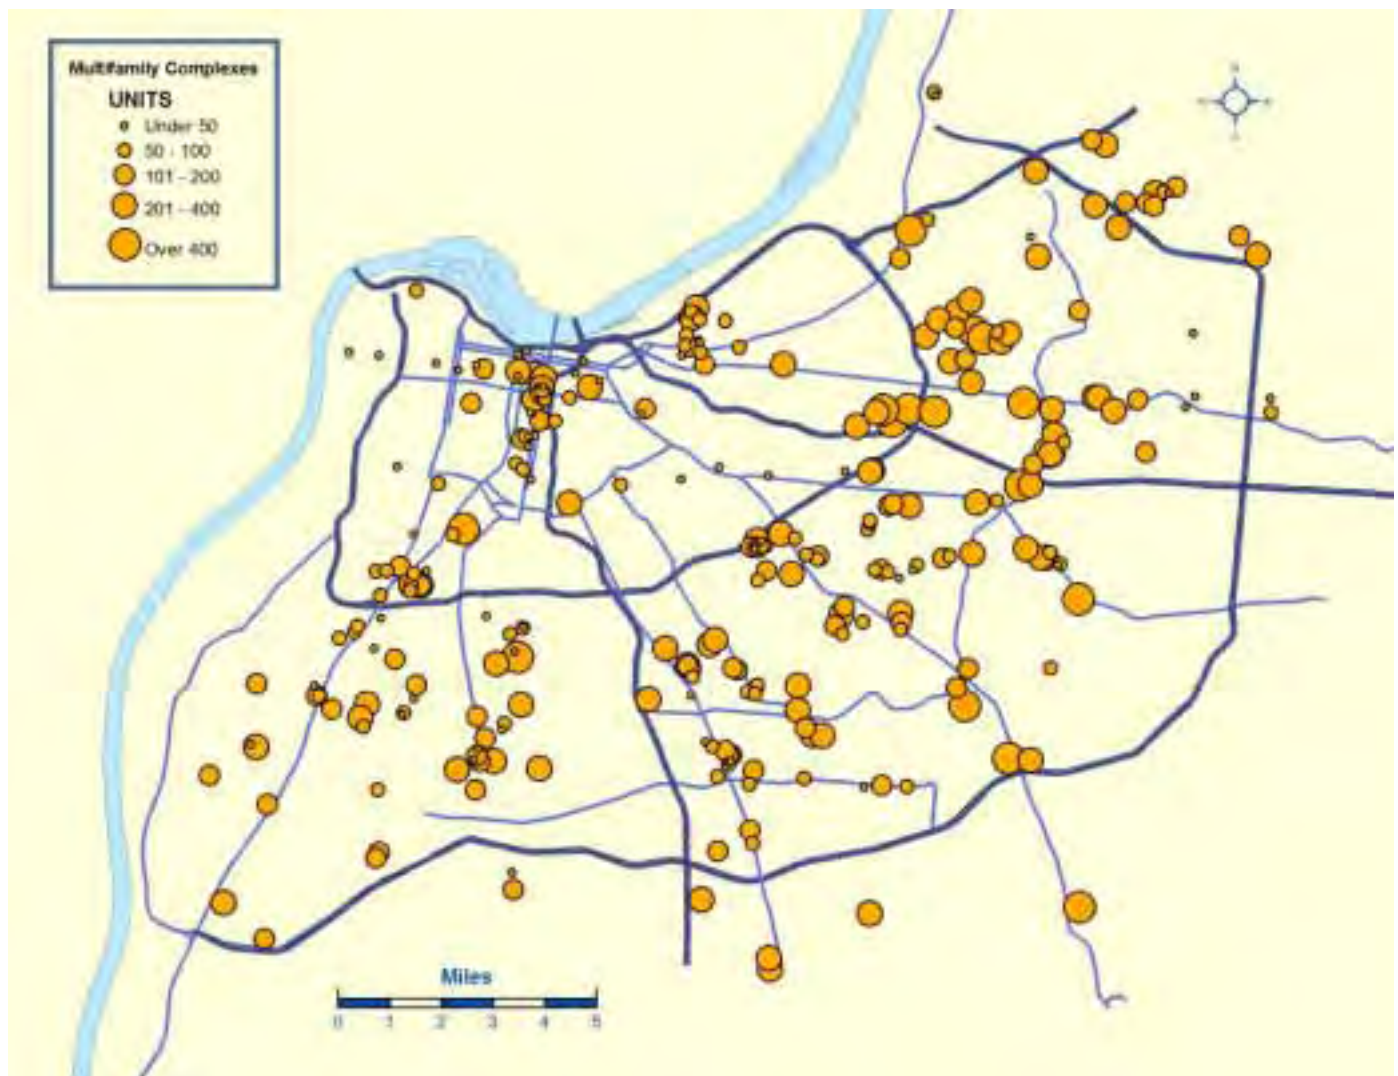 Multifamily Complexes
UNITS
Under 50
50 - 100
101 - 200
201 - 400
Over 400
Miles
0 1 2 3 4 5